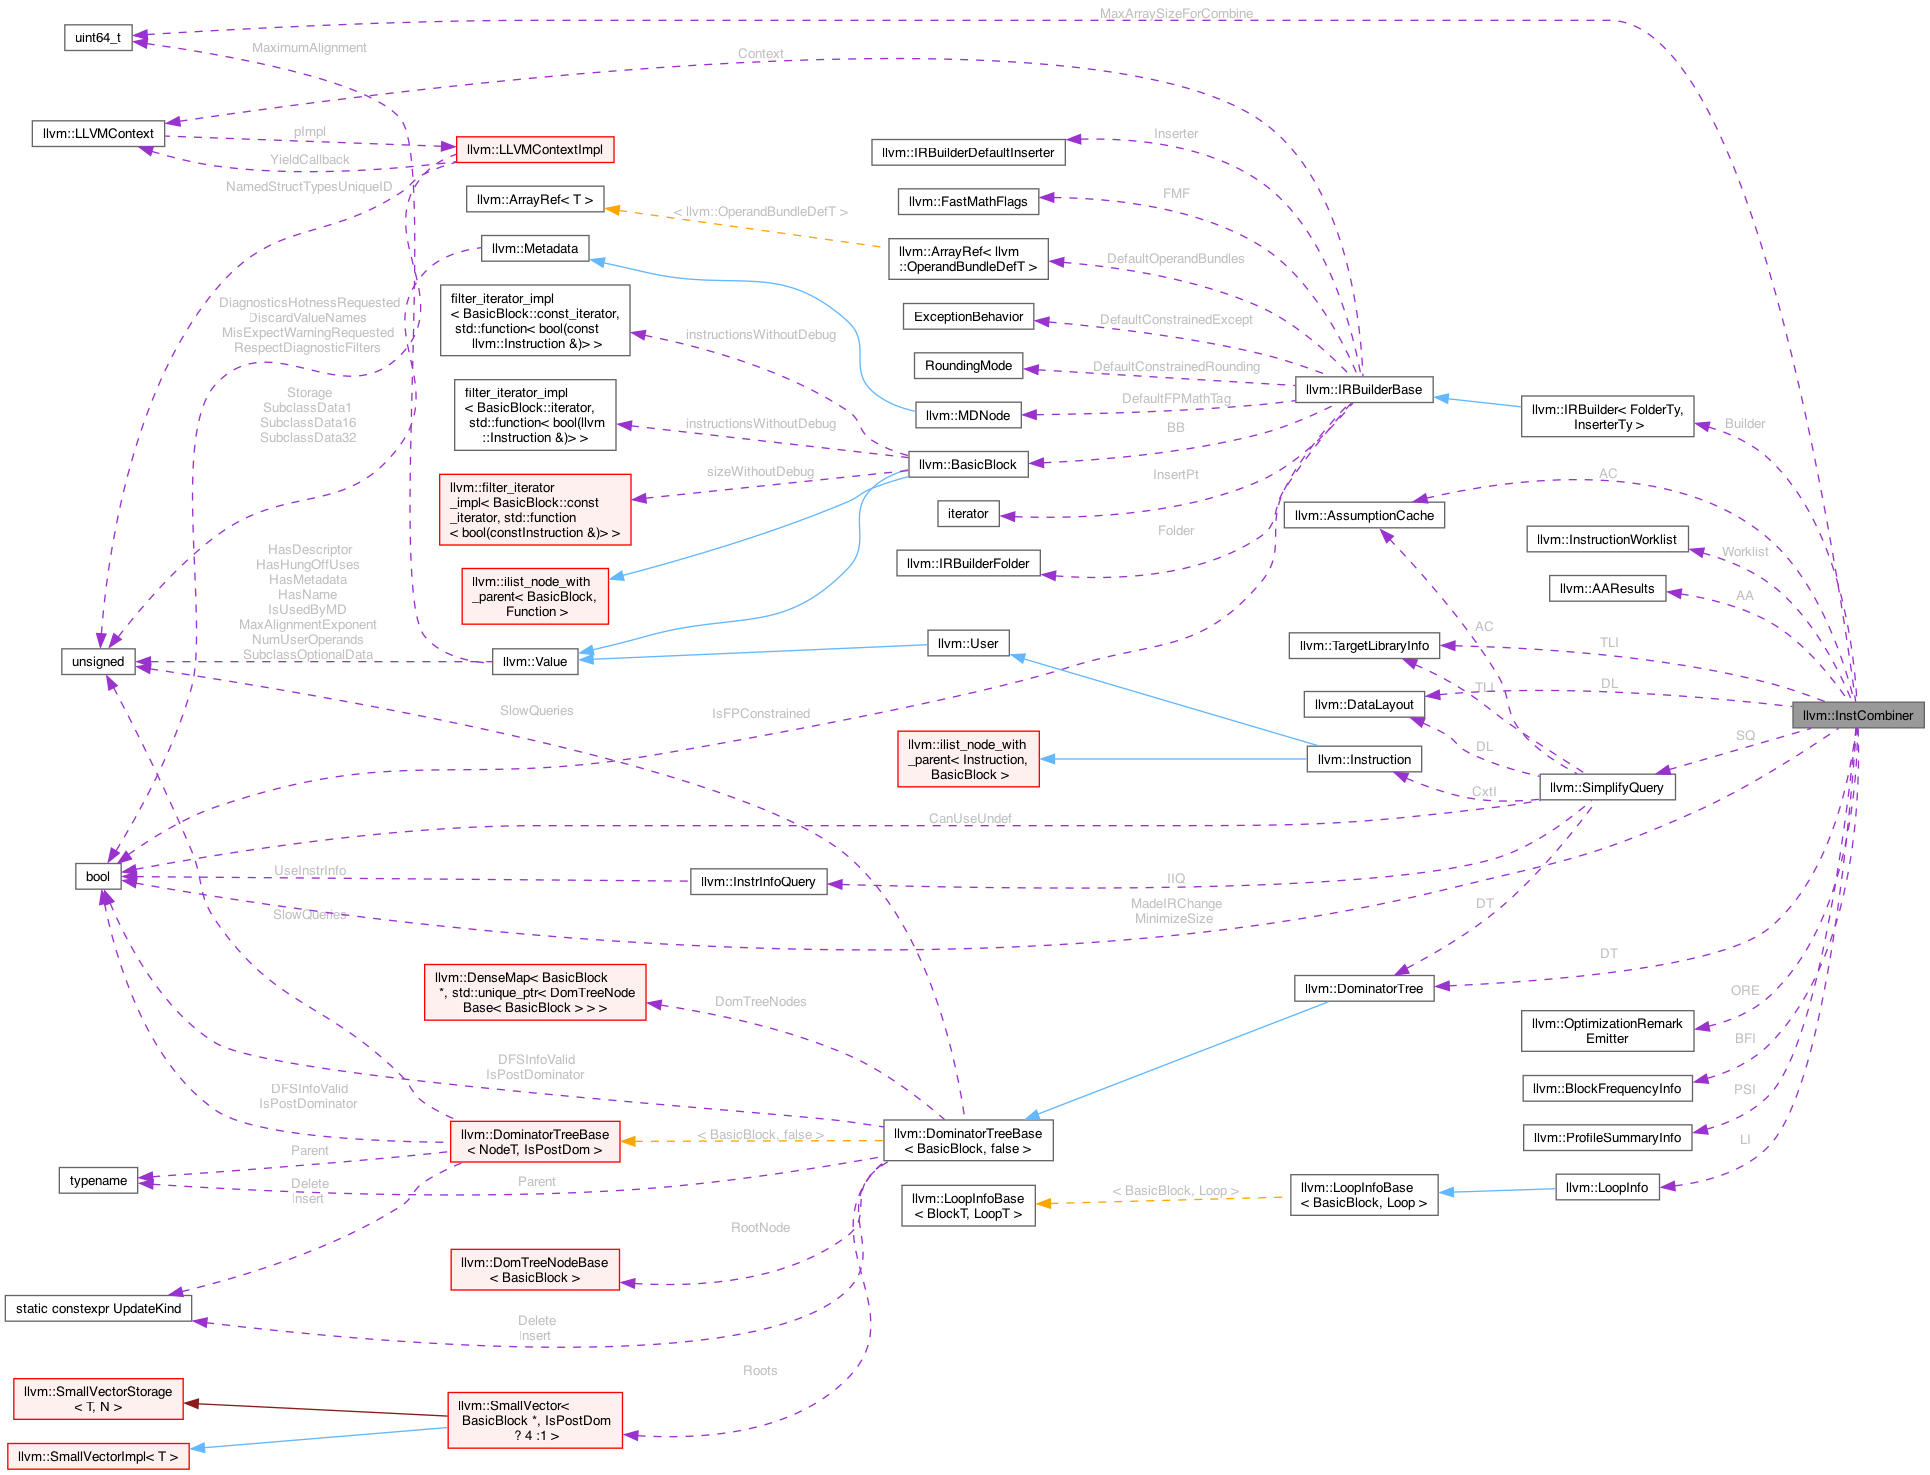 MaxArraySizeForCombine
uint64_t
MaximumAlignment
Context
llvm::LLVMContext
pImpl
YieldCallback
llvm::LLVMContextImpl
NamedStructTypesUniqueID
Inserter
llvm::IRBuilderDefaultInserter
llvm::ArrayRef< T >
< llvm::OperandBundleDefT >
FMF
llvm::FastMathFlags
llvm::Metadata
llvm::ArrayRef< llvm
::OperandBundleDefT >
DefaultOperandBundles
DiagnosticsHotnessRequested
DiscardValueNames
MisExpectWarningRequested
RespectDiagnosticFilters
filter_iterator_impl
< BasicBlock::const_iterator,
std::function< bool(const
llvm::Instruction &)> >
instructionsWithoutDebug
ExceptionBehavior
DefaultConstrainedExcept
RoundingMode
DefaultConstrainedRounding
llvm::IRBuilderBase
Storage
SubclassData1
SubclassData16
SubclassData32
filter_iterator_impl
< BasicBlock::iterator,
std::function< bool(llvm
::Instruction &)> >
instructionsWithoutDebug
llvm::MDNode
DefaultFPMathTag
BB
llvm::IRBuilder< FolderTy,
InserterTy >
Builder
llvm::BasicBlock
sizeWithoutDebug
llvm::filter_iterator
_impl< BasicBlock::const
_iterator, std::function
< bool(constInstruction &)> >
InsertPt
iterator
AC
llvm::AssumptionCache
Folder
llvm::IRBuilderFolder
llvm::InstructionWorklist
Worklist
llvm::AAResults
AA
llvm::ilist_node_with
_parent< BasicBlock,
Function >
HasDescriptor
HasHungOffUses
HasMetadata
HasName
IsUsedByMD
MaxAlignmentExponent
NumUserOperands
SubclassOptionalData
unsigned
llvm::Value
llvm::User
AC
llvm::TargetLibraryInfo
TLI
TLI
DL
llvm::DataLayout
SlowQueries
IsFPConstrained
llvm::InstCombiner
SQ
llvm::ilist_node_with
_parent< Instruction,
BasicBlock >
llvm::Instruction
DL
CxtI
llvm::SimplifyQuery
CanUseUndef
bool
UseInstrInfo
llvm::InstrInfoQuery
IIQ
SlowQueries
MadeIRChange
MinimizeSize
DT
DT
llvm::DenseMap< BasicBlock
*, std::unique_ptr< DomTreeNode
Base< BasicBlock > > >
DomTreeNodes
llvm::DominatorTree
ORE
llvm::OptimizationRemark
Emitter
BFI
llvm::BlockFrequencyInfo
PSI
llvm::ProfileSummaryInfo
LI
DFSInfoValid
IsPostDominator
DFSInfoValid
IsPostDominator
llvm::DominatorTreeBase
< NodeT, IsPostDom >
< BasicBlock, false >
llvm::DominatorTreeBase
< BasicBlock, false >
Parent
typename
Parent
Delete
Insert
llvm::LoopInfoBase
< BlockT, LoopT >
< BasicBlock, Loop >
llvm::LoopInfoBase
< BasicBlock, Loop >
llvm::LoopInfo
RootNode
llvm::DomTreeNodeBase
< BasicBlock >
static constexpr UpdateKind
Delete
Insert
Roots
llvm::SmallVectorStorage
< T, N >
llvm::SmallVector<
BasicBlock *, IsPostDom
? 4 :1 >
llvm::SmallVectorImpl< T >